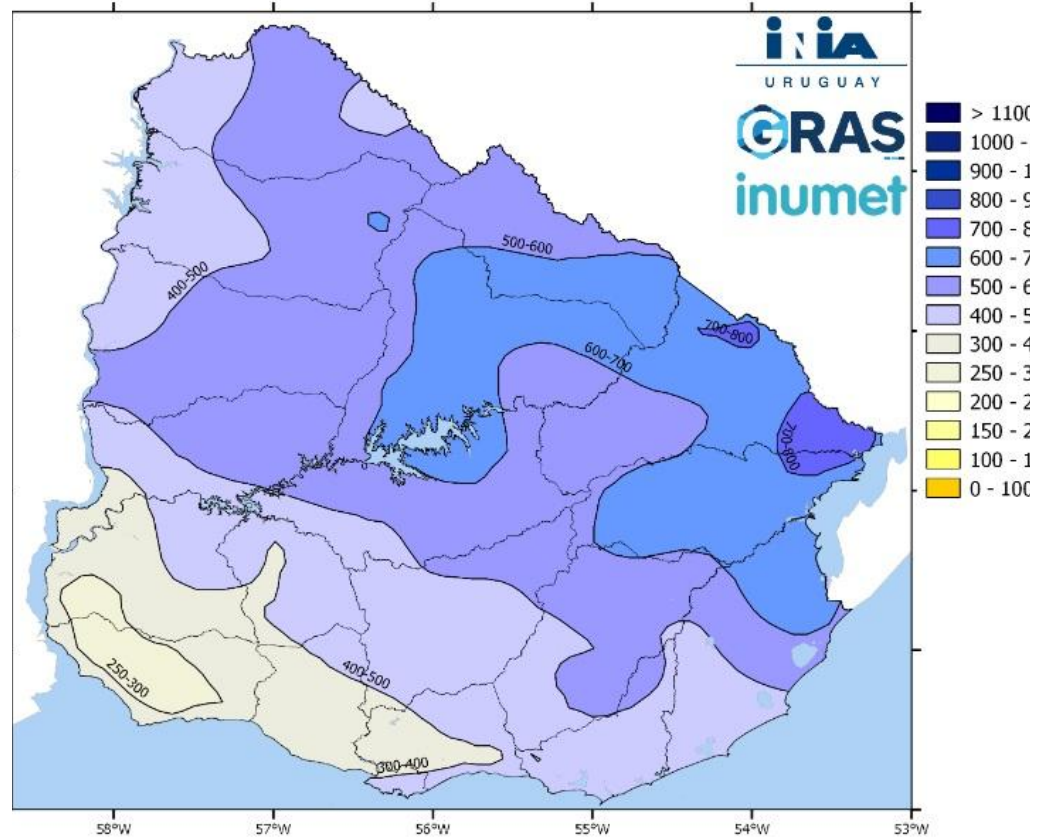 inia
URUGUAY
GRAS
inumet
> 1100
1000 -
900 - 1
800 - 9
700 - 8
600 - 7
500 - 6
400 - 5
300 - 4
250 - 3
200 - 2
150 - 2
100 - 1
0 - 100
500-600
400-500
700-800
600-700
700-800
250-300
400-500
300-400
58°W
57°W
56°W
55°W
54°W
53°W